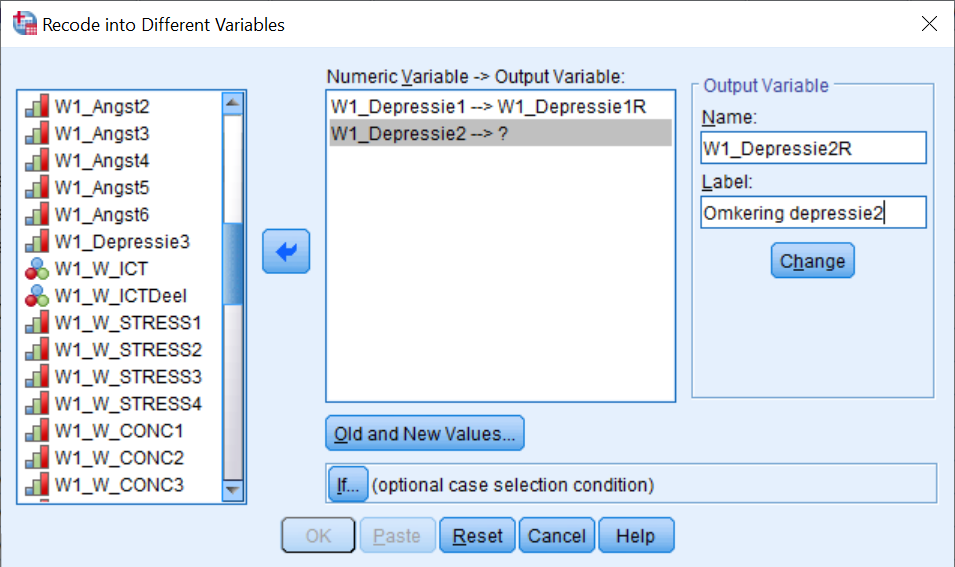 Recode into Different Variables
W1_Angst2
W1_Angst3
W1_Angst4
W1_Angst5
W1_Angst6
W1_Depressie3
W1_W_ICT
W1_W_ICTDeel
W1_W_STRESS1
W1_W_STRESS2
W1_W_STRESS3
W1_W_STRESS4
W1_W_CONC1
W1_W_CONC2
W1_W_CONC3
Numeric Variable -> Output Variable:
W1_Depressie1 --> W1_Depressie1R
W1_Depressie2 --> ?
Output Variable
Name:
W1_Depressie2R
Label:
Omkering depressie2
Change
Old and New Values...
If... (optional case selection condition)
OK Paste Reset Cancel Help